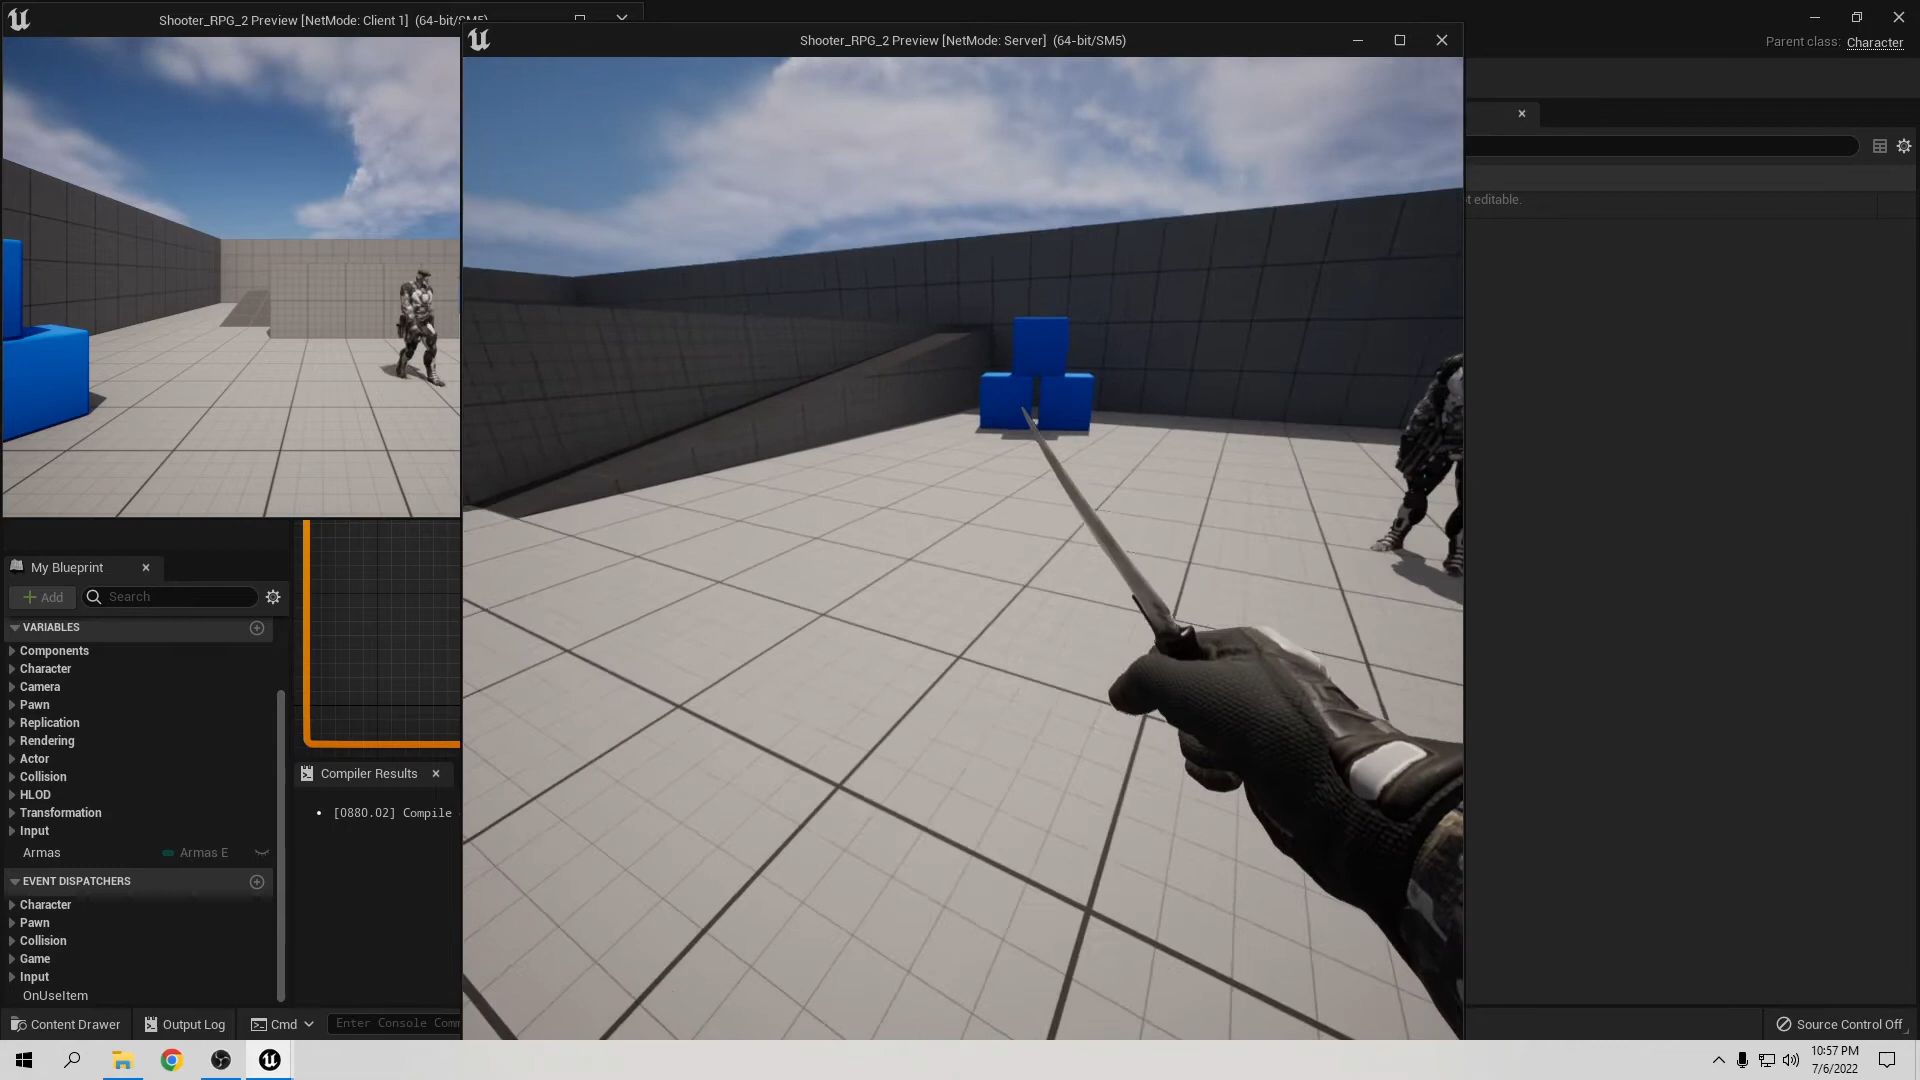 Shooter_RPG_2 Preview [NetMode: Client 1]  (64-bit/SM5)
Shooter_RPG_2 Preview [NetMode: Server]  (64-bit/SM5)
Parent class: Character
t editable.
My Blueprint
Add
Search
VARIABLES
Components
Character
Camera
Pawn
Replication
Rendering
Actor
Collision
HLOD
Transformation
Input
Armas
Armas E
EVENT DISPATCHERS
Character
Pawn
Collision
Game
Input
OnUseItem
Compiler Results
[0880.02] Compile
Content Drawer
Output Log
Cmd
Enter Console Comm
Source Control Off
10:57 PM
7/6/2022